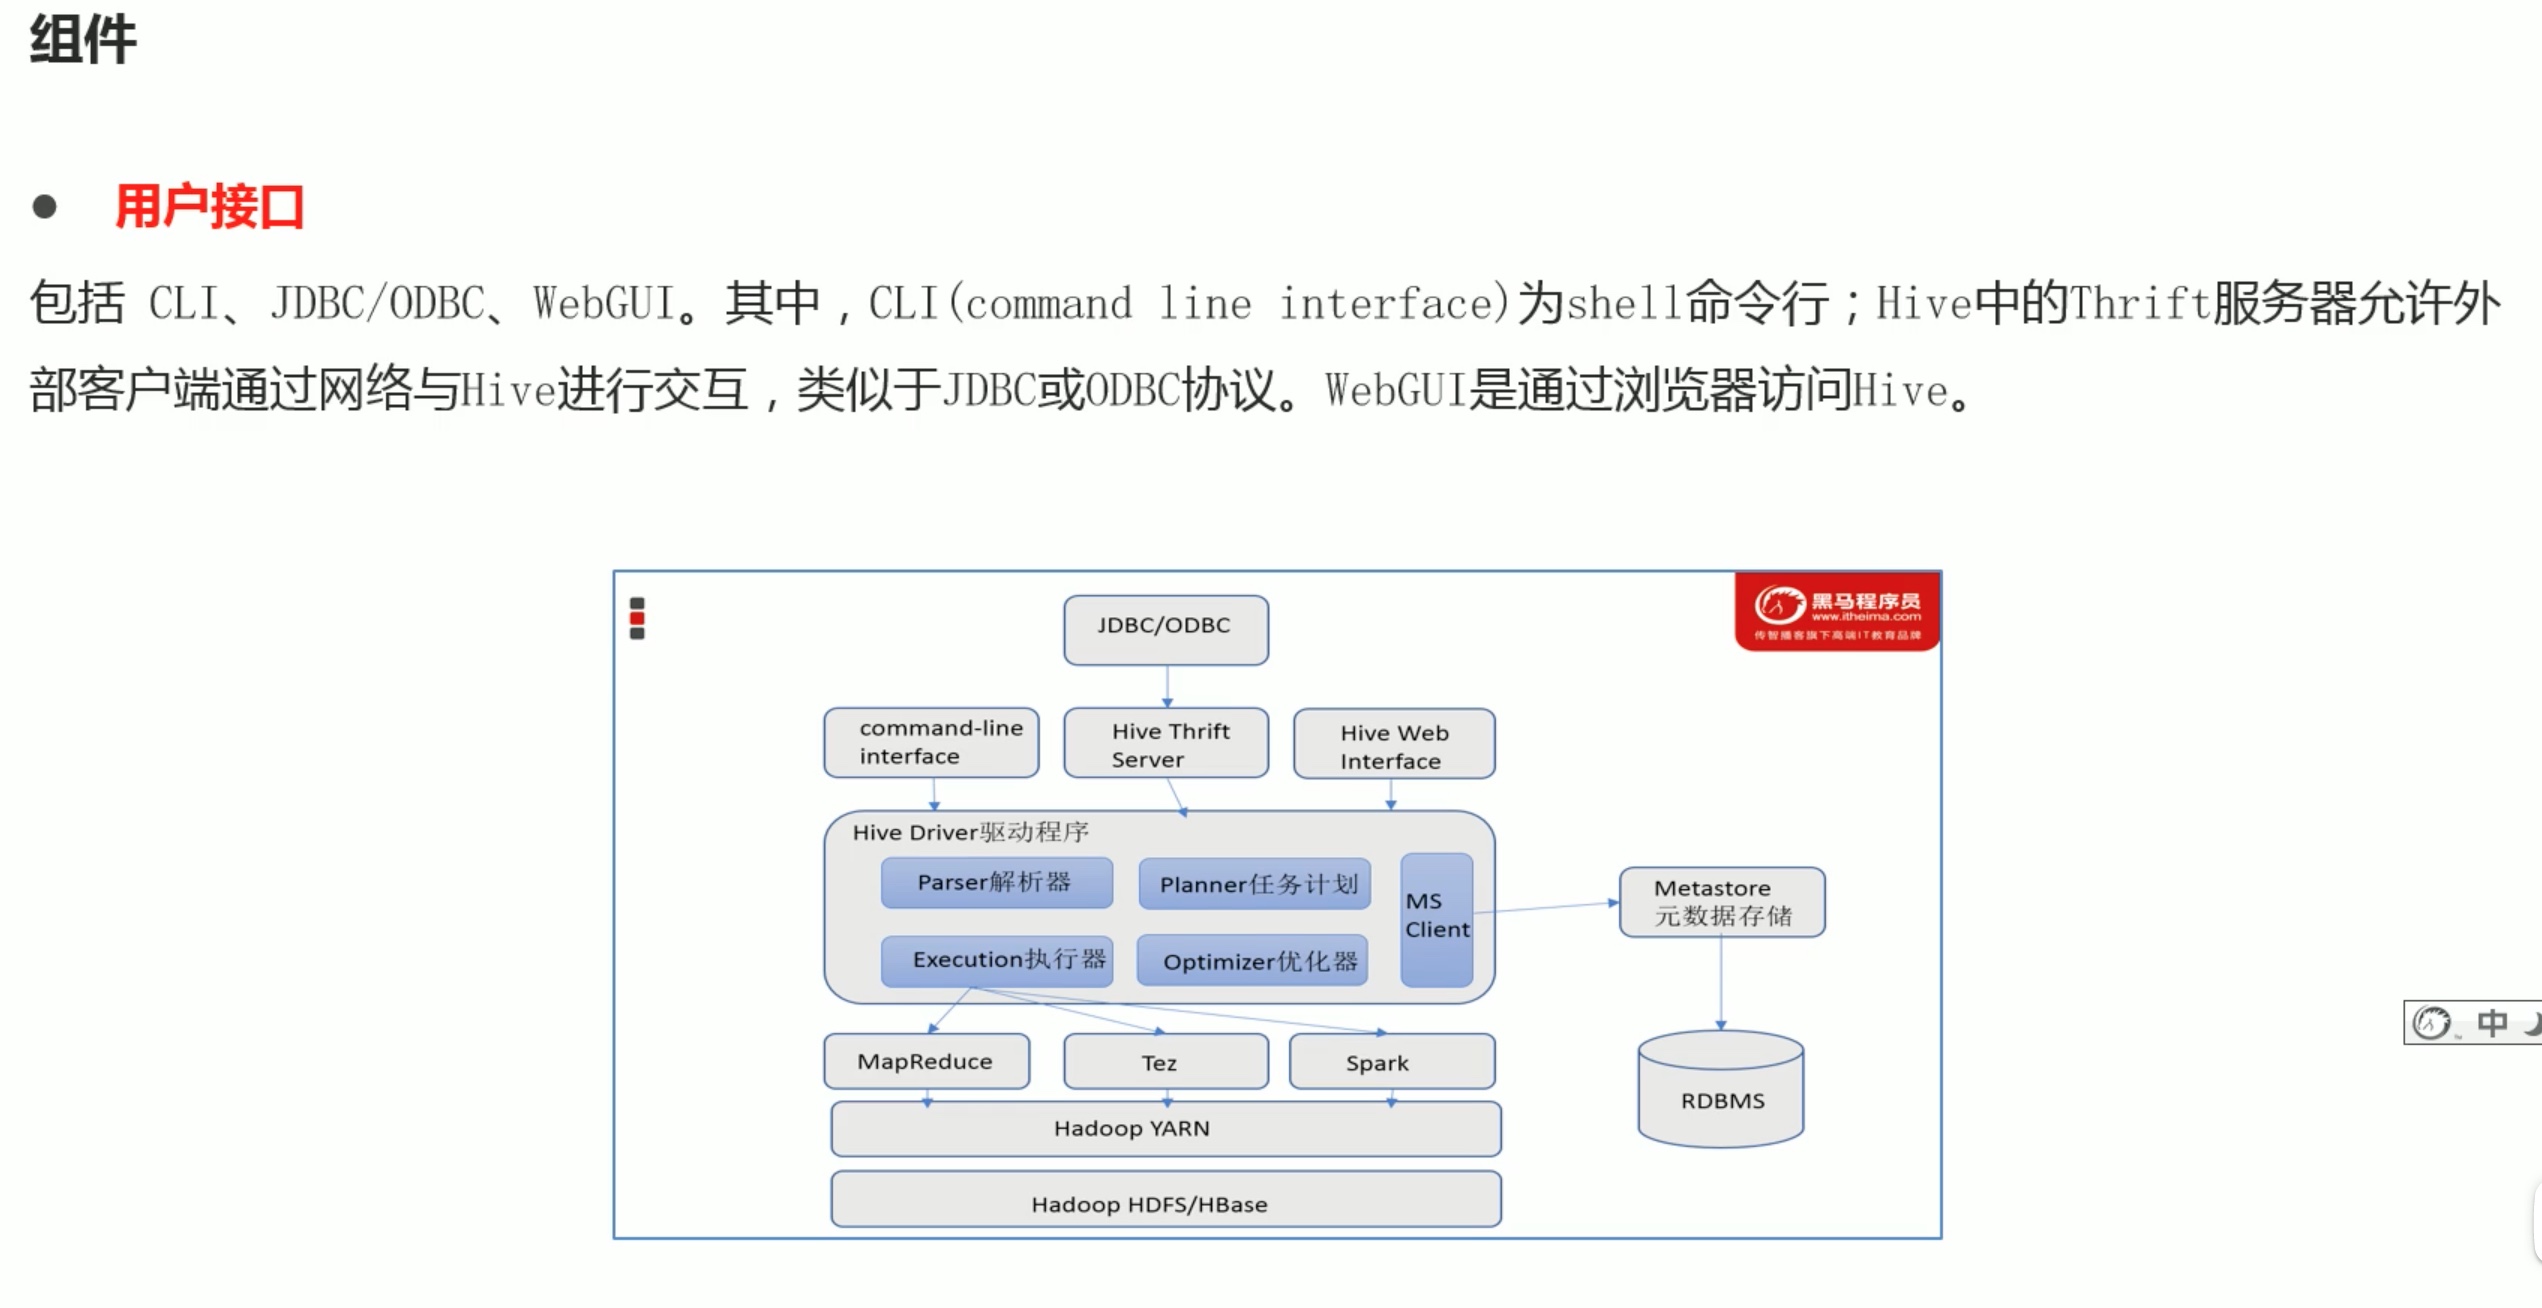 组件
● 用户接口
包括 CLI、JDBC/ODBC、WebGUI。其中，CLI(command line interface)为shell命令行；Hive中的Thrift服务器允许外
部客户端通过网络与Hive进行交互，类似于JDBC或ODBC协议。WebGUI是通过浏览器访问Hive。
黑马程序员
www.itheima.com
传智播客旗下高端IT教育品牌
JDBC/ODBC
command-line
interface
Hive Thrift
Server
Hive Web
Interface
Hive Driver驱动程序
Parser解析器
Planner任务计划
MS
Client
Execution执行器
Optimizer优化器
Metastore
元数据存储
MapReduce
Tez
Spark
Hadoop YARN
RDBMS
Hadoop HDFS/HBase
中